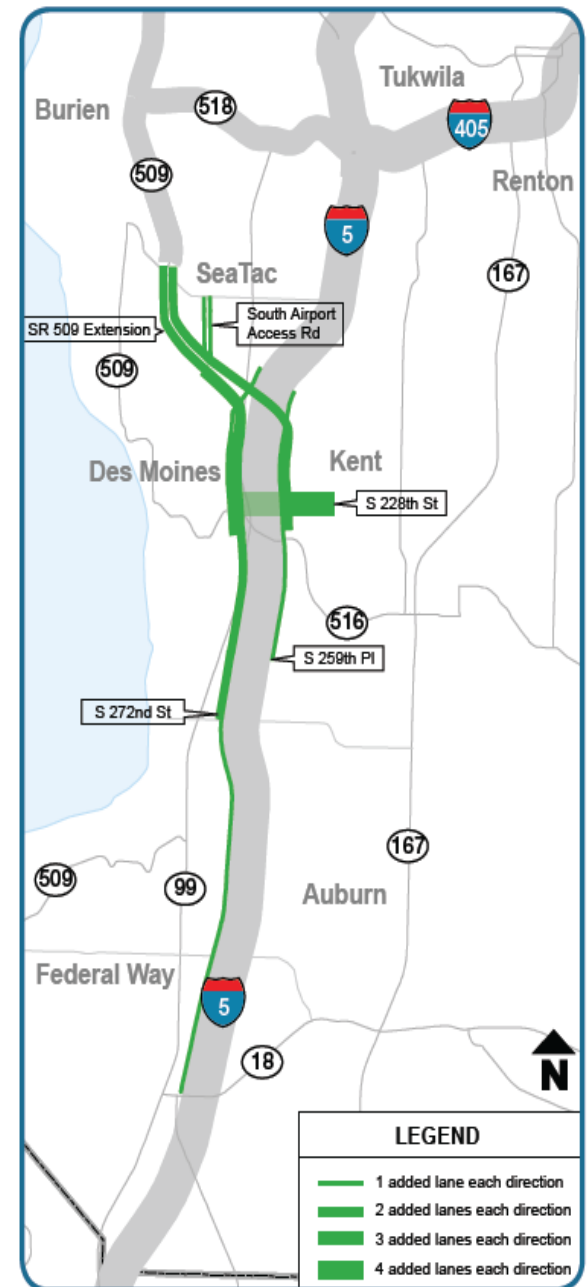 Tukwila
Burien
518
405
509
Renton
5
167
SeaTac
South Airport
Access Rd
SR 509 Extension
509
Des Moines
Kent
S 228th St
516
S 259th Pl
S 272nd St
167
509
99
Auburn
Federal Way
5
18
N
LEGEND
1 added lane each direction
2 added lanes each direction
3 added lanes each direction
4 added lanes each direction